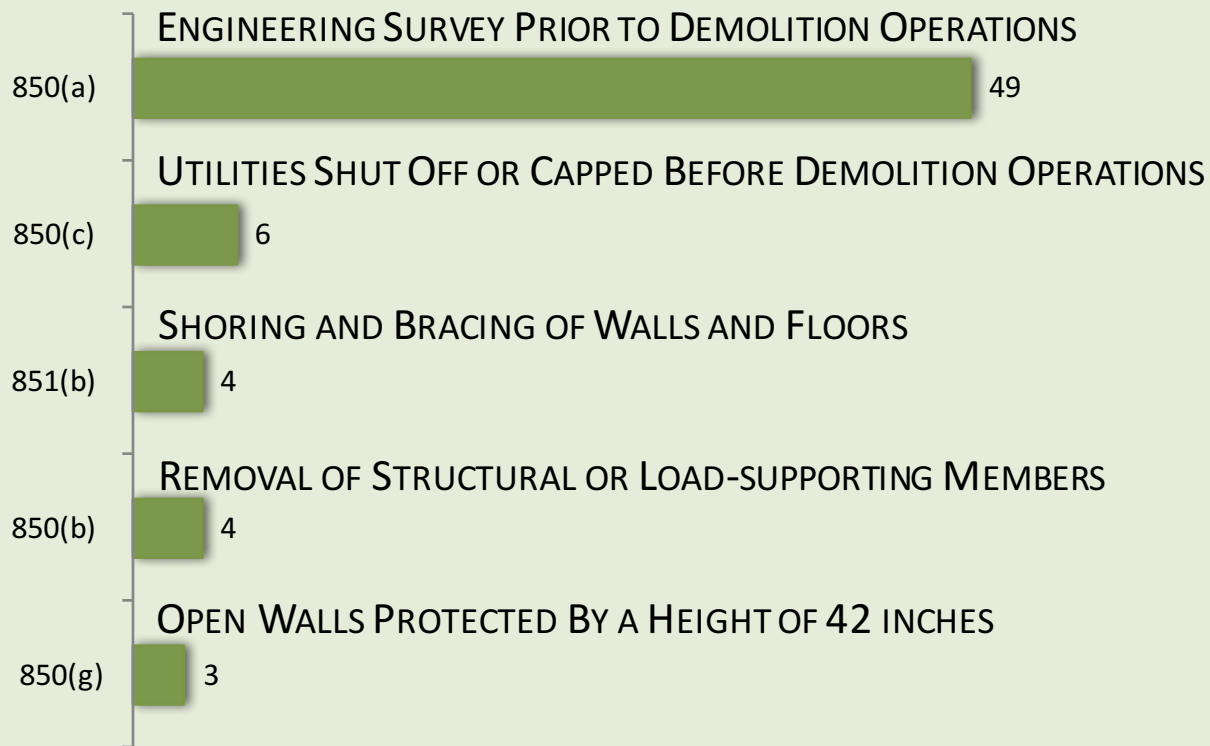 ENGINEERING SURVEY PRIOR TO DEMOLITION OPERATIONS
850(a) 49
UTILITIES SHUT OFF OR CAPPED BEFORE DEMOLITION OPERATIONS
850(c) 6
SHORING AND BRACING OF WALLS AND FLOORS
851(b) 4
REMOVAL OF STRUCTURAL OR LOAD-SUPPORTING MEMBERS
850(b) 4
OPEN WALLS PROTECTED BY A HEIGHT OF 42 INCHES
850(g) 3